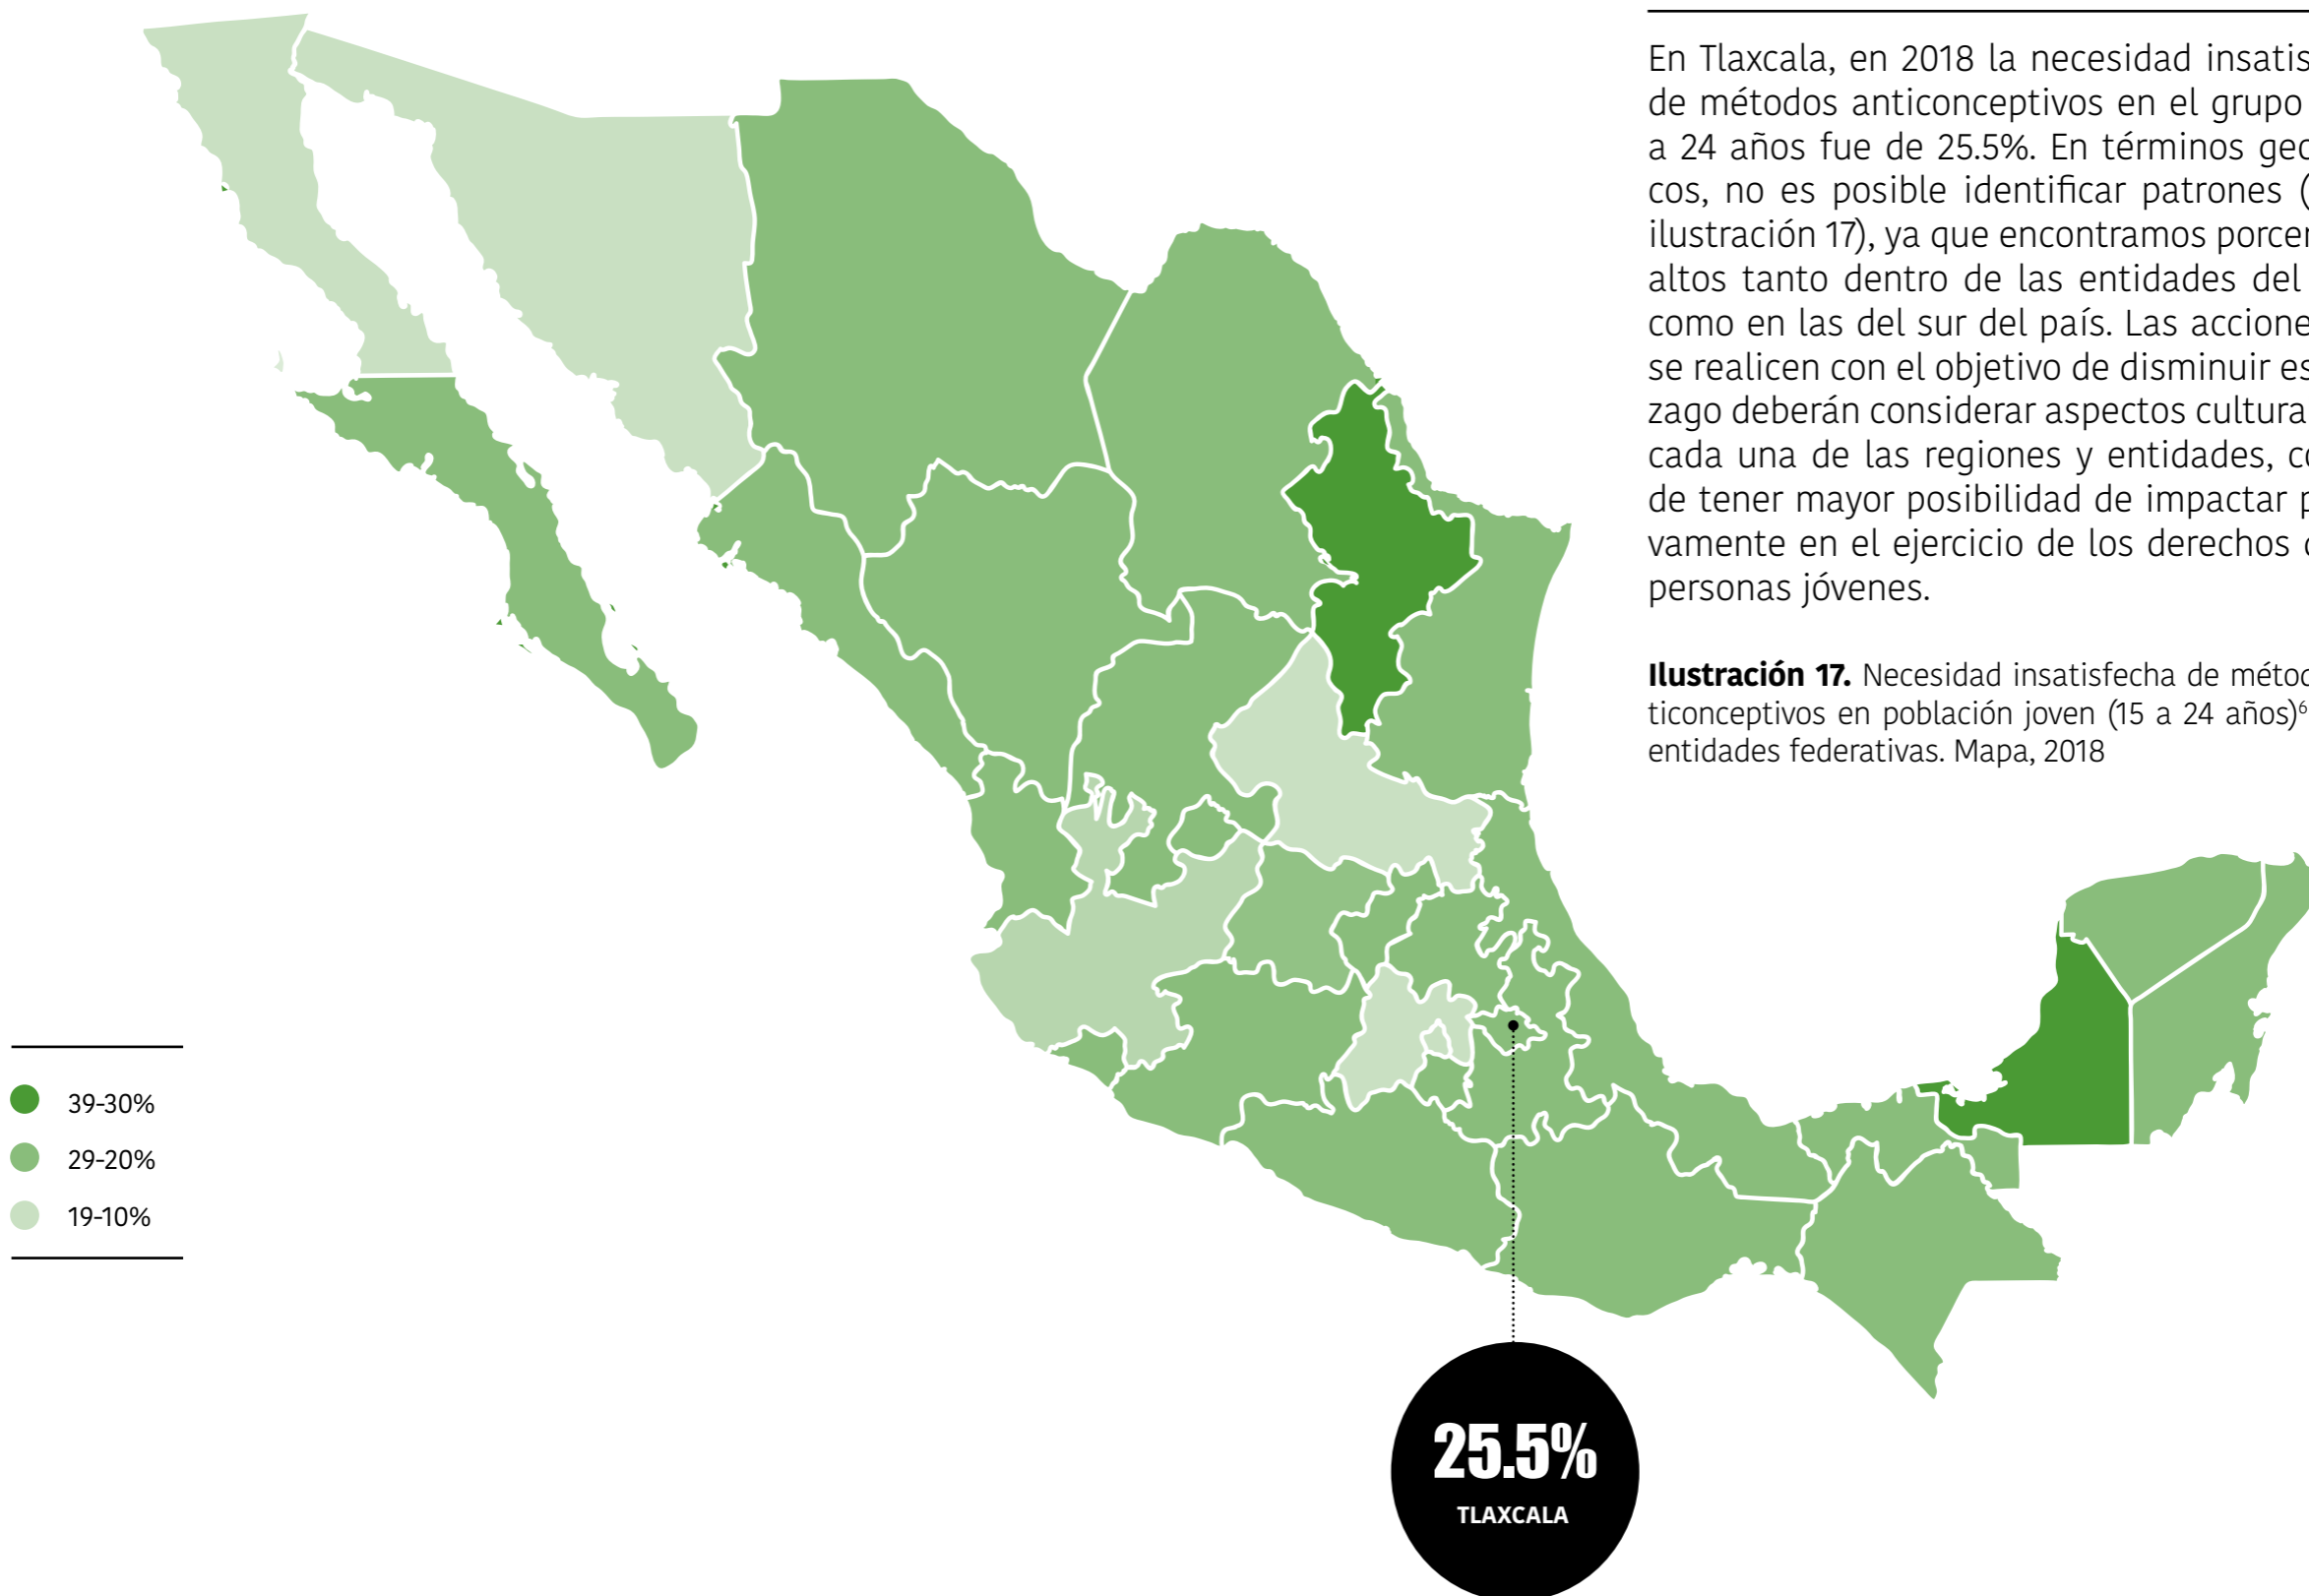 En Tlaxcala, en 2018 la necesidad insatis
de métodos anticonceptivos en el grupo
a 24 años fue de 25.5%. En términos geo
cos, no es posible identificar patrones (
ilustración 17), ya que encontramos porcen
altos tanto dentro de las entidades del
como en las del sur del país. Las accione
se realicen con el objetivo de disminuir es
zago deberán considerar aspectos cultura
cada una de las regiones y entidades, co
de tener mayor posibilidad de impactar p
vamente en el ejercicio de los derechos
personas jóvenes.
Ilustración 17. Necesidad insatisfecha de métod
ticonceptivos en población joven (15 a 24 años)⁶
entidades federativas. Mapa, 2018
39-30%
29-20%
19-10%
25.5%
TLAXCALA